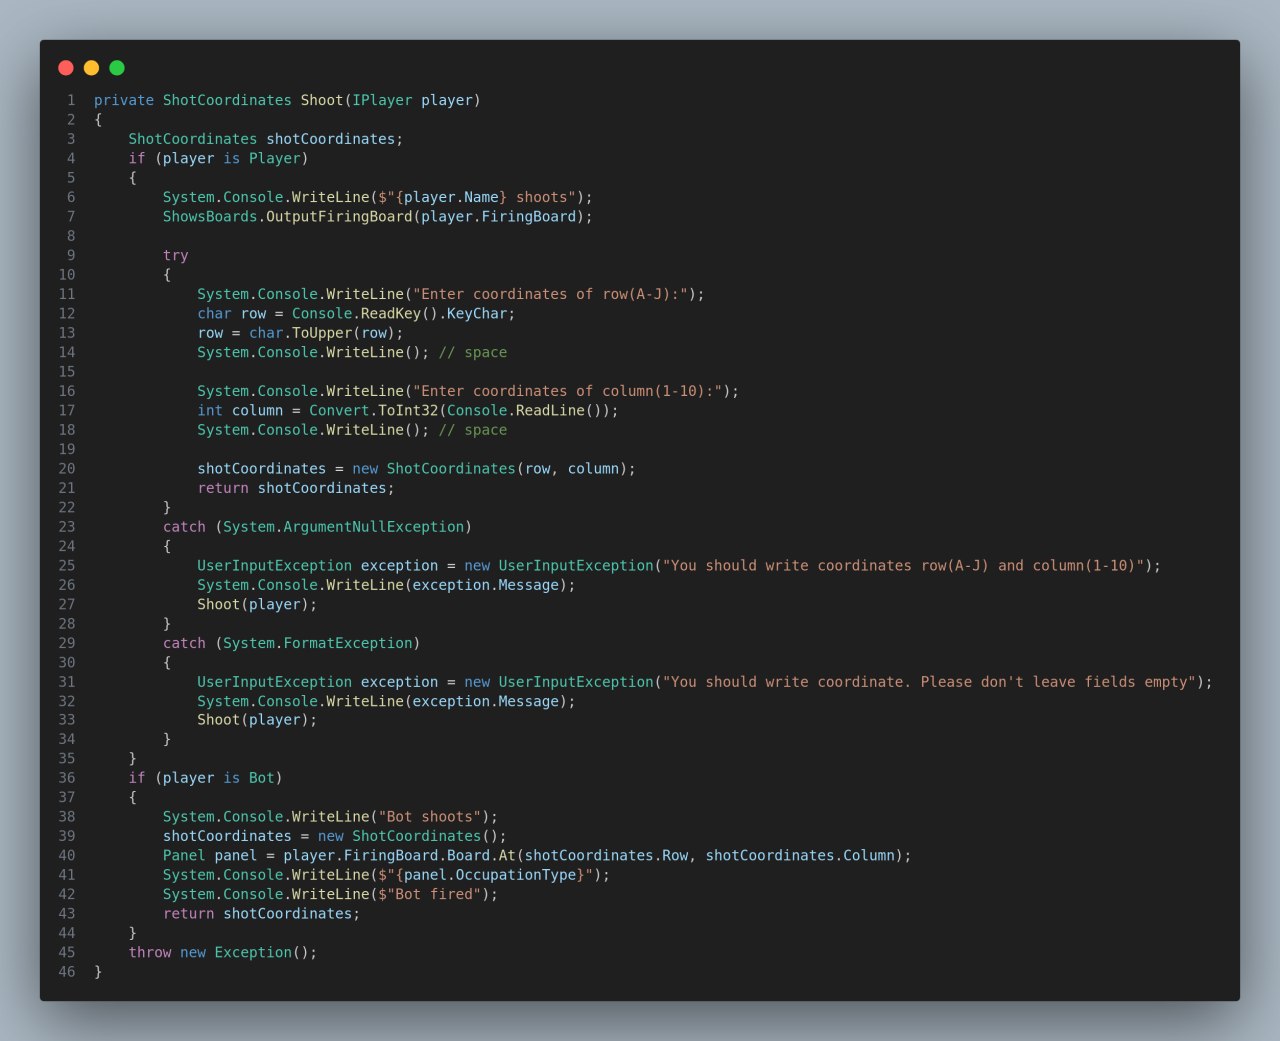 1 private ShotCoordinates Shoot(IPlayer player)
2 {
3     ShotCoordinates shotCoordinates;
4     if (player is Player)
5     {
6         System.Console.WriteLine($"{player.Name} shoots");
7         ShowsBoards.OutputFiringBoard(player.FiringBoard);
8
9         try
10         {
11             System.Console.WriteLine("Enter coordinates of row(A-J):");
12             char row = Console.ReadKey().KeyChar;
13             row = char.ToUpper(row);
14             System.Console.WriteLine(); // space
15
16             System.Console.WriteLine("Enter coordinates of column(1-10):");
17             int column = Convert.ToInt32(Console.ReadLine());
18             System.Console.WriteLine(); // space
19
20             shotCoordinates = new ShotCoordinates(row, column);
21             return shotCoordinates;
22         }
23         catch (System.ArgumentNullException)
24         {
25             UserInputException exception = new UserInputException("You should write coordinates row(A-J) and column(1-10)");
26             System.Console.WriteLine(exception.Message);
27             Shoot(player);
28         }
29         catch (System.FormatException)
30         {
31             UserInputException exception = new UserInputException("You should write coordinate. Please don't leave fields empty");
32             System.Console.WriteLine(exception.Message);
33             Shoot(player);
34         }
35     }
36     if (player is Bot)
37     {
38         System.Console.WriteLine("Bot shoots");
39         shotCoordinates = new ShotCoordinates();
40         Panel panel = player.FiringBoard.Board.At(shotCoordinates.Row, shotCoordinates.Column);
41         System.Console.WriteLine($"{panel.OccupationType}");
42         System.Console.WriteLine($"Bot fired");
43         return shotCoordinates;
44     }
45     throw new Exception();
46 }